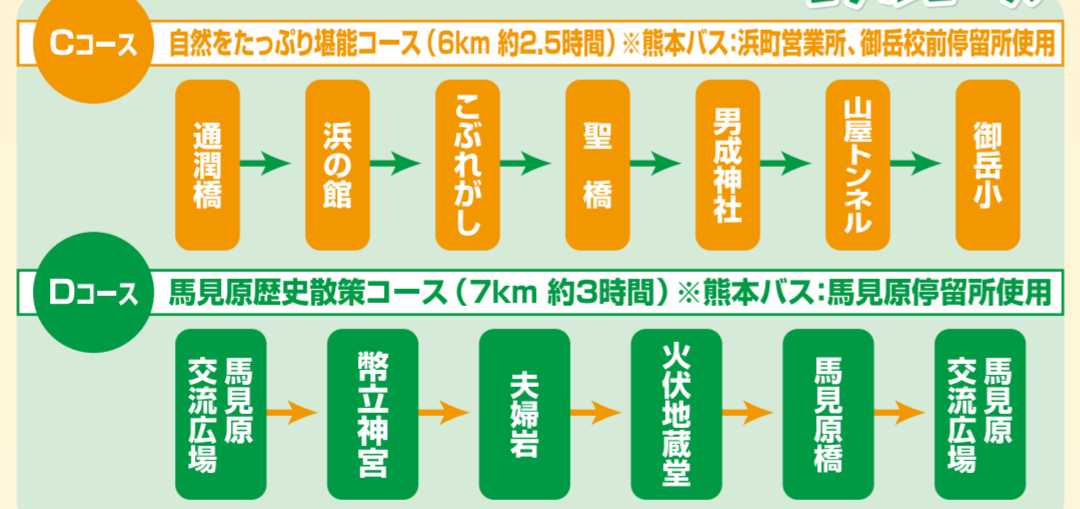 Cコース
自然をたっぷり堪能コース（6km 約2.5時間）※熊本バス：浜町営業所、御岳校前停留所使用
通潤橋
浜の館
こぶれがし
聖橋
男成神社
山屋トンネル
御岳小
Dコース
馬見原歴史散策コース（7km 約3時間）※熊本バス：馬見原停留所使用
馬見原
交流広場
幣立神宮
夫婦岩
火伏地蔵堂
馬見原橋
馬見原
交流広場